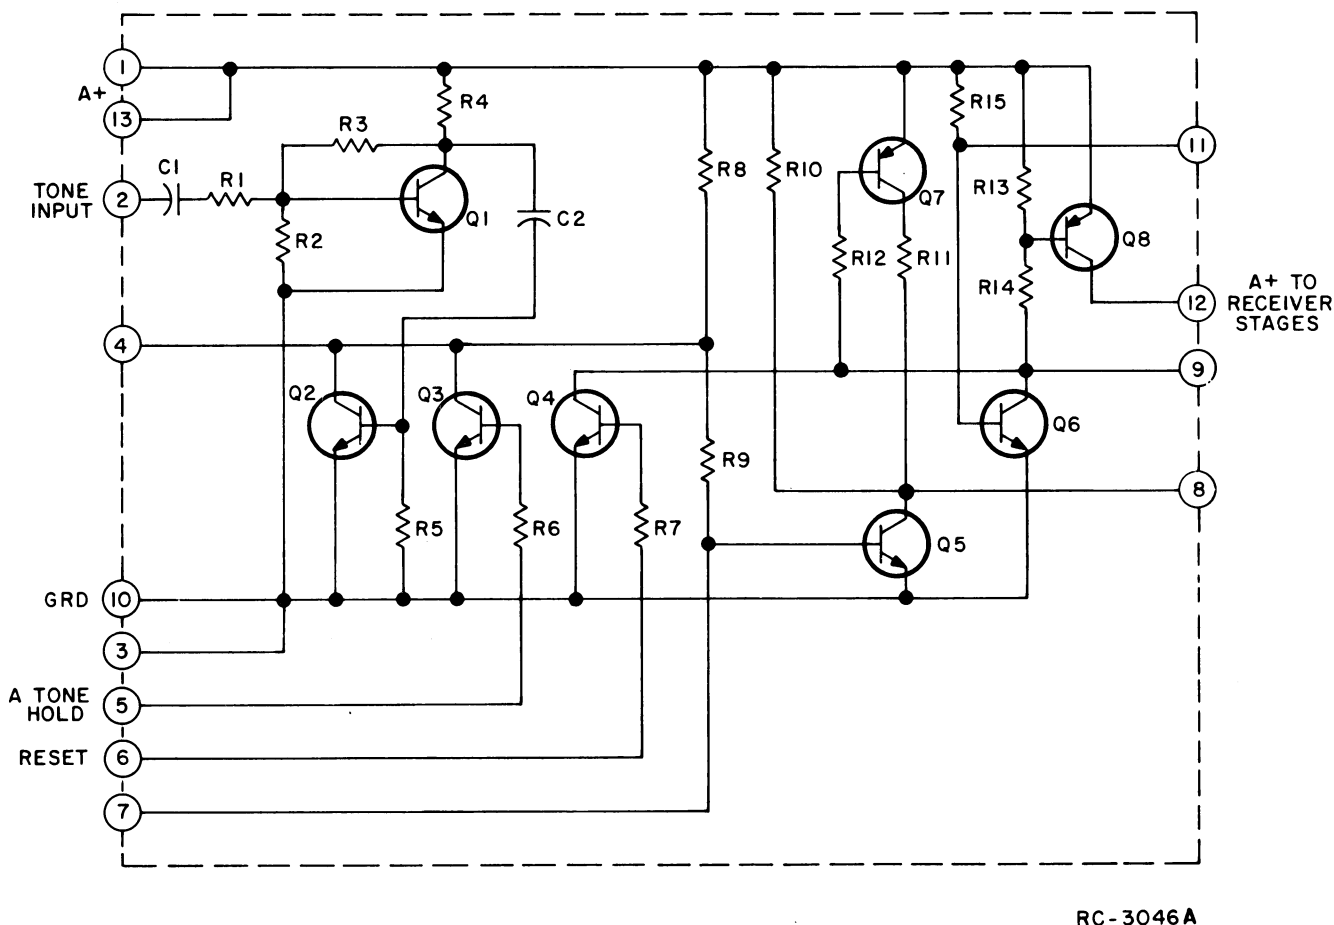 1
A+
13
R4
R3
C1
R1
TONE
INPUT
2
Q1
C2
R2
R8
R10
R15
11
Q7
R13
R12
R11
Q8
R14
A+ TO
RECEIVER
STAGES
12
4
9
Q2
Q3
Q4
Q6
R9
8
R5
R6
R7
Q5
GRD
10
3
A TONE
HOLD
5
RESET
6
7
RC-3046A